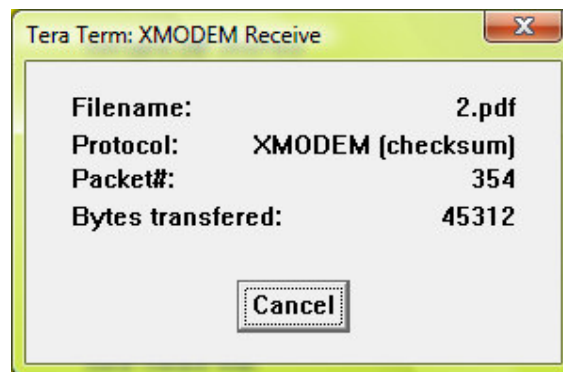 Tera Term: XMODEM Receive
Filename: 2.pdf
Protocol: XMODEM (checksum)
Packet#: 354
Bytes transfered: 45312
Cancel